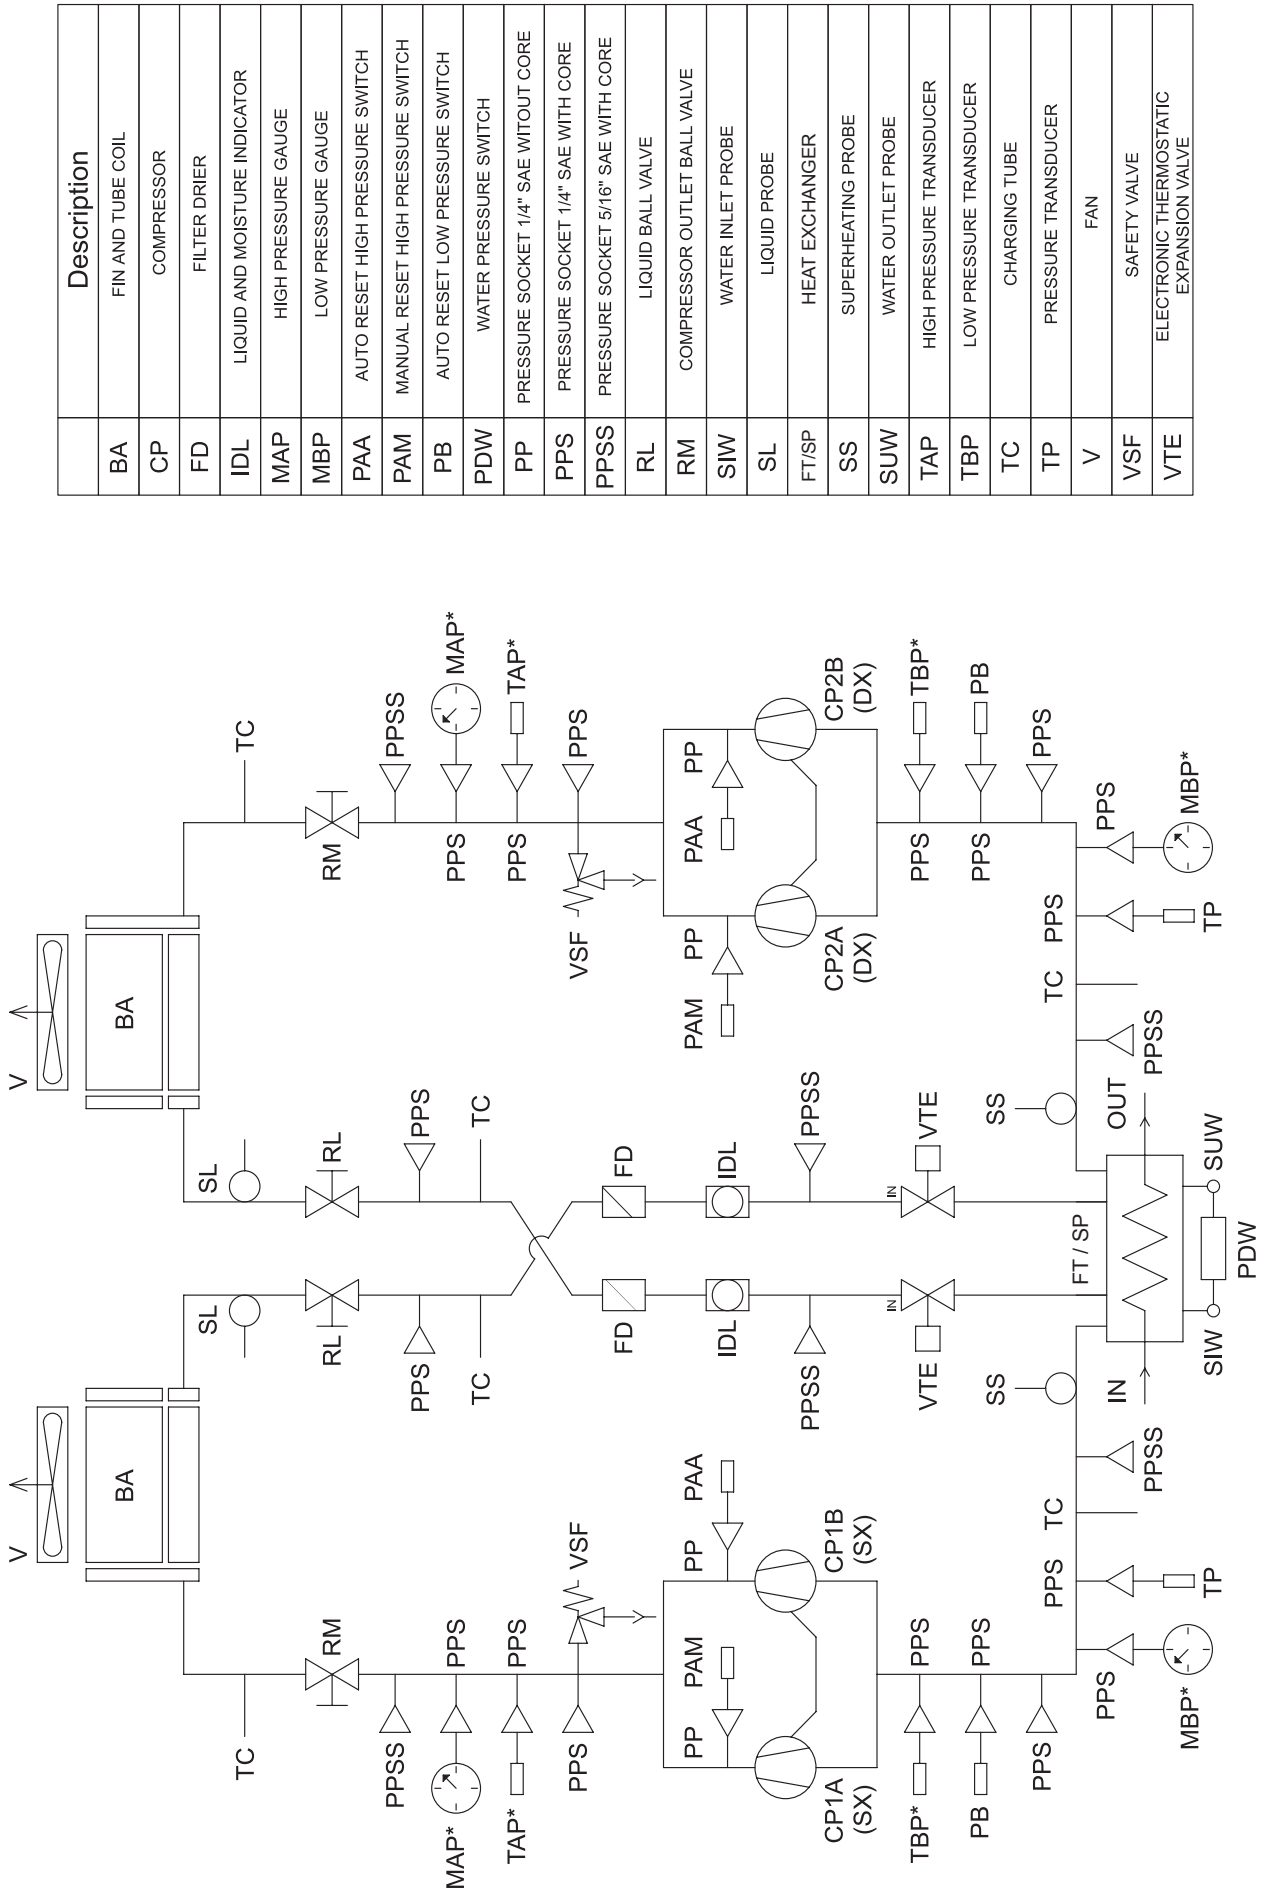 V
BA
SL
RL
PPS
TC
TC
RM
PPSS
MAP*
PPS
TAP*
PPS
PPS
VSF
PP
PAM
PP
PAA
CP1A
(SX)
CP1B
(SX)
TBP*
PPS
PB
PPS
PPS
PPS
MBP*
PPS
TP
TC
PPSS
SS
FD
IDL
PPSS
IN
VTE
V
BA
SL
RL
PPS
TC
TC
RM
PPSS
MAP*
PPS
TAP*
PPS
PPS
VSF
PP
PAM
PP
PAA
CP2A
(DX)
CP2B
(DX)
TBP*
PPS
PB
PPS
PPS
PPS
MBP*
PPS
TP
TC
PPSS
SS
FD
IDL
PPSS
IN
VTE
FT / SP
IN
OUT
SIW
SUW
PDW
Description
BA FIN AND TUBE COIL
CP COMPRESSOR
FD FILTER DRIER
IDL LIQUID AND MOISTURE INDICATOR
MAP HIGH PRESSURE GAUGE
MBP LOW PRESSURE GAUGE
PAA AUTO RESET HIGH PRESSURE SWITCH
PAM MANUAL RESET HIGH PRESSURE SWITCH
PB AUTO RESET LOW PRESSURE SWITCH
PDW WATER PRESSURE SWITCH
PP PRESSURE SOCKET 1/4" SAE WITOUT CORE
PPS PRESSURE SOCKET 1/4" SAE WITH CORE
PPSS PRESSURE SOCKET 5/16" SAE WITH CORE
RL LIQUID BALL VALVE
RM COMPRESSOR OUTLET BALL VALVE
SIW WATER INLET PROBE
SL LIQUID PROBE
FT/SP HEAT EXCHANGER
SS SUPERHEATING PROBE
SUW WATER OUTLET PROBE
TAP HIGH PRESSURE TRANSDUCER
TBP LOW PRESSURE TRANSDUCER
TC CHARGING TUBE
TP PRESSURE TRANSDUCER
V FAN
VSF SAFETY VALVE
VTE ELECTRONIC THERMOSTATIC
EXPANSION VALVE